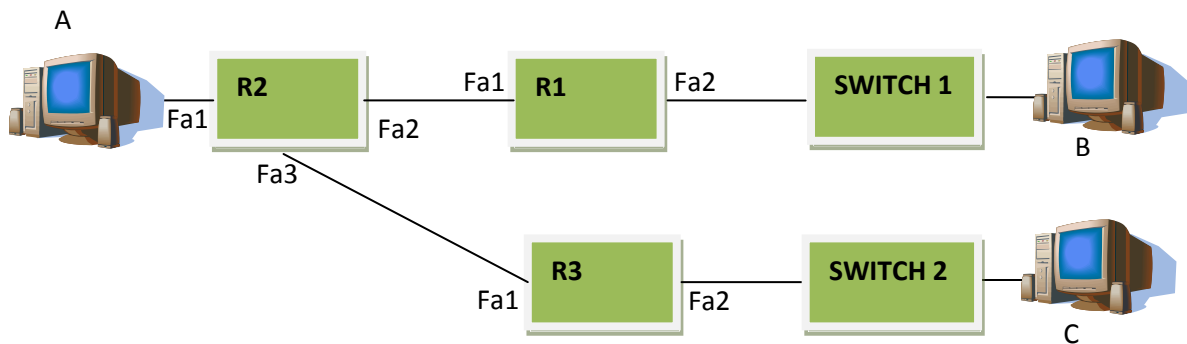 A
R2
Fa1
Fa2
Fa3
Fa1
R1
Fa2
SWITCH 1
B
R3
Fa1
Fa2
SWITCH 2
C